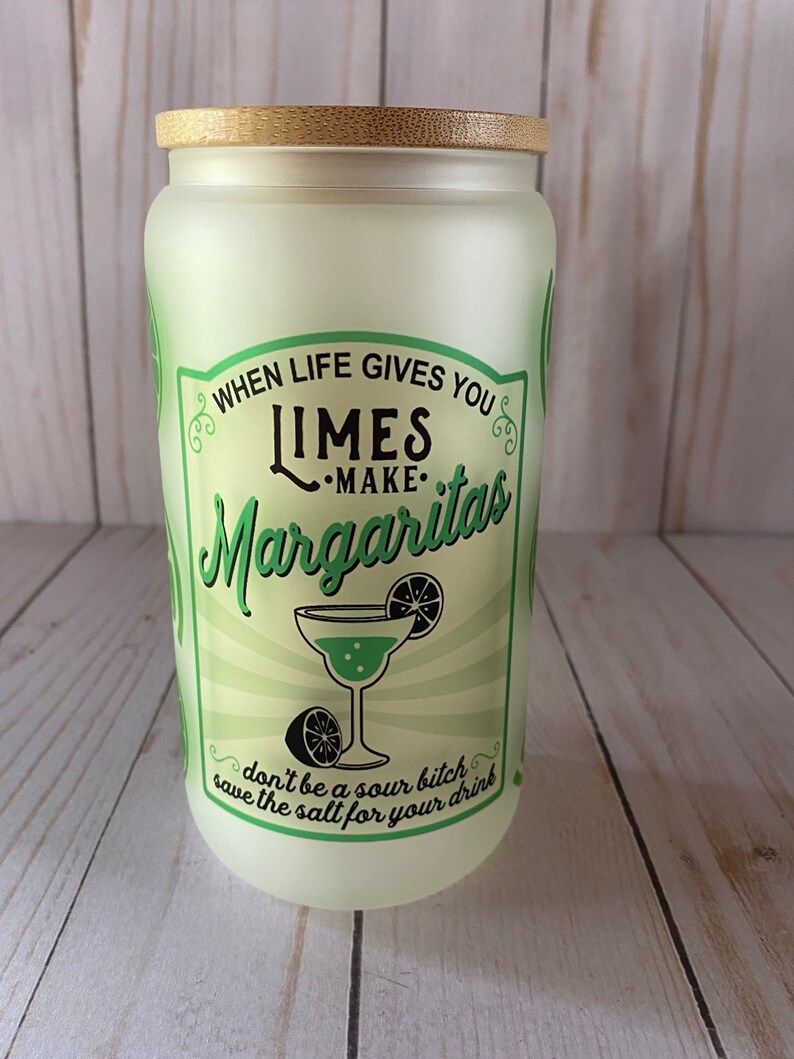 WHEN LIFE GIVES YOU
LIMES
•MAKE•
Margaritas
don't be a sour bitch
save the salt for your drink